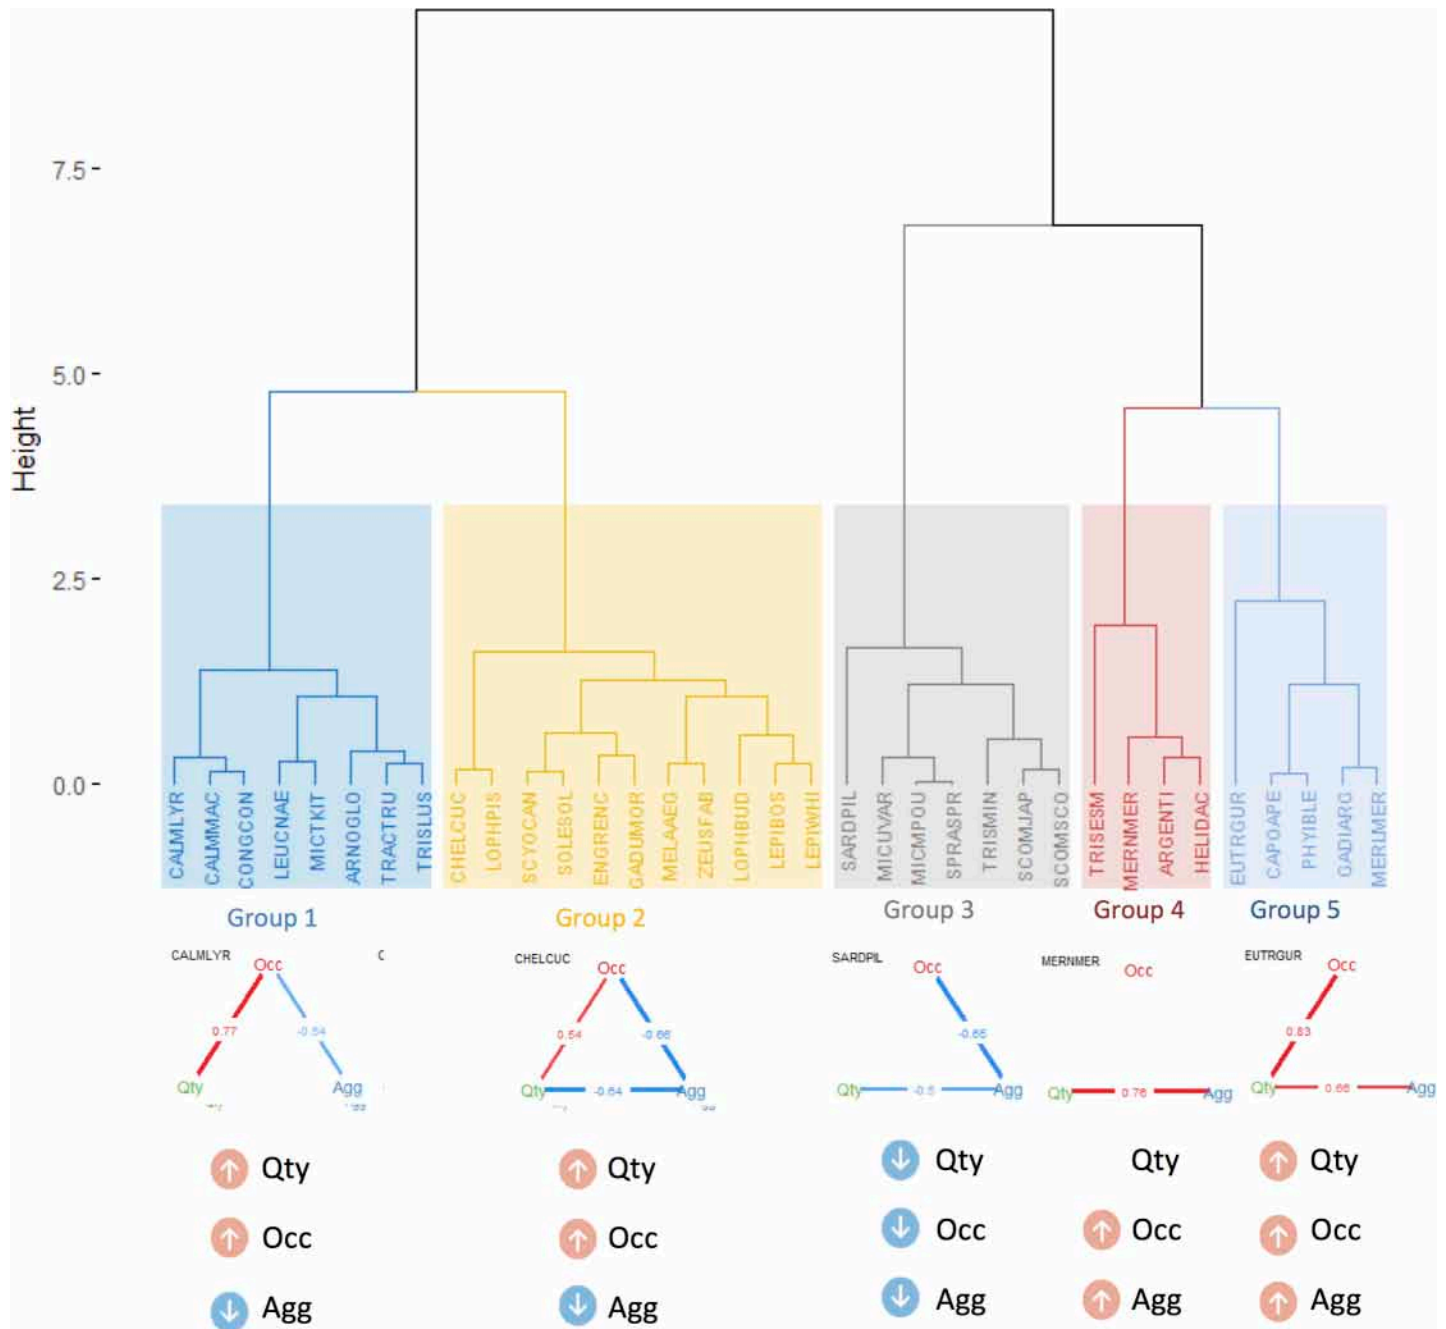 7.5
5.0
2.5
0.0
Height
CALMLYR
CALMMAC
CONGCON
LEUCNAE
MICTKIT
ARNOGLO
TRACTRU
TRISLUS
CHELCUC
LOPHPIS
SCYOCAN
SOLESOL
ENGRENC
GADUMOR
MELAAEG
ZEUSFAB
LOPHBUD
LEPIBOS
LEPIWHI
SARDPIL
MICUVAR
MICMPOU
SPRASPR
TRISMIN
SCOMJAP
SCOMSCO
TRISESM
MERNMER
ARGENTI
HELIDAC
EUTRGUR
CAPOAPE
PHYIBLE
GADIARG
MERLMER
Group 1 Group 2 Group 3 Group 4 Group 5
CALMLYR Occ
0.77 -0.54
Qty Agg
CHELCUC Occ
0.54 -0.66
Qty -0.64 Agg
SARDPIL Occ
-0.65
Qty -0.5 Agg
MERNMER Occ
Qty 0.76 Agg
EUTRGUR Occ
0.83
Qty 0.66 Agg
Qty Qty Qty Qty Qty
Occ Occ Occ Occ Occ
Agg Agg Agg Agg Agg